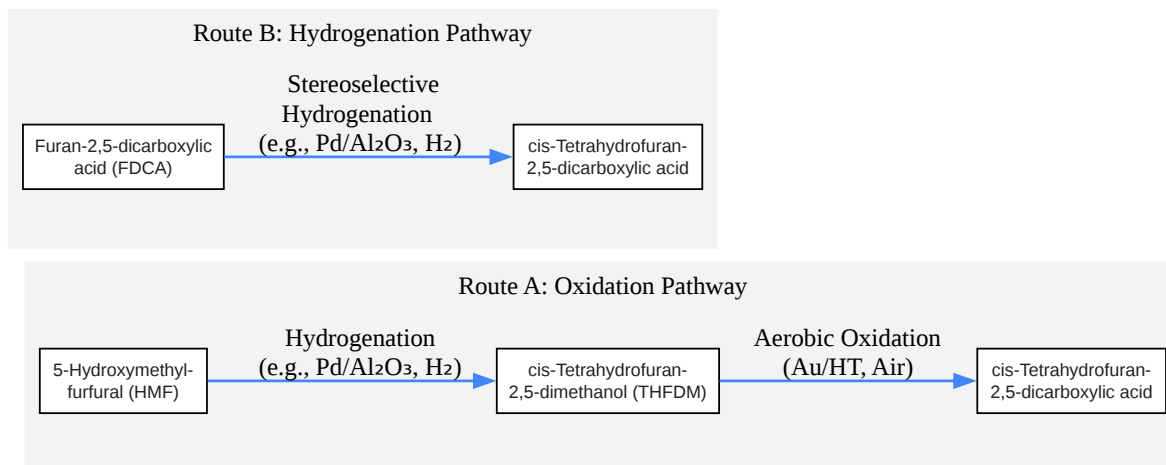 Route B: Hydrogenation Pathway
Stereoselective
Hydrogenation
(e.g., Pd/Al₂O₃, H₂)
Furan-2,5-dicarboxylic
acid (FDCA)
cis-Tetrahydrofuran-
2,5-dicarboxylic acid
Route A: Oxidation Pathway
Hydrogenation
(e.g., Pd/Al₂O₃, H₂)
Aerobic Oxidation
(Au/HT, Air)
5-Hydroxymethyl-
furfural (HMF)
cis-Tetrahydrofuran-
2,5-dimethanol (THFDM)
cis-Tetrahydrofuran-
2,5-dicarboxylic acid